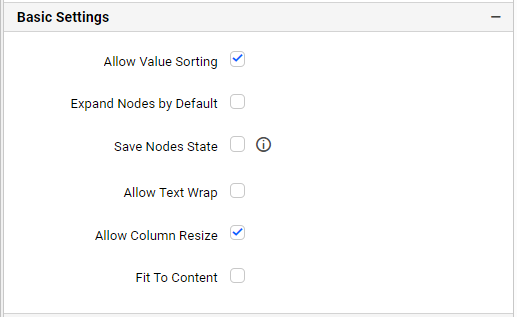 Basic Settings
Allow Value Sorting
Expand Nodes by Default
Save Nodes State
Allow Text Wrap
Allow Column Resize
Fit To Content